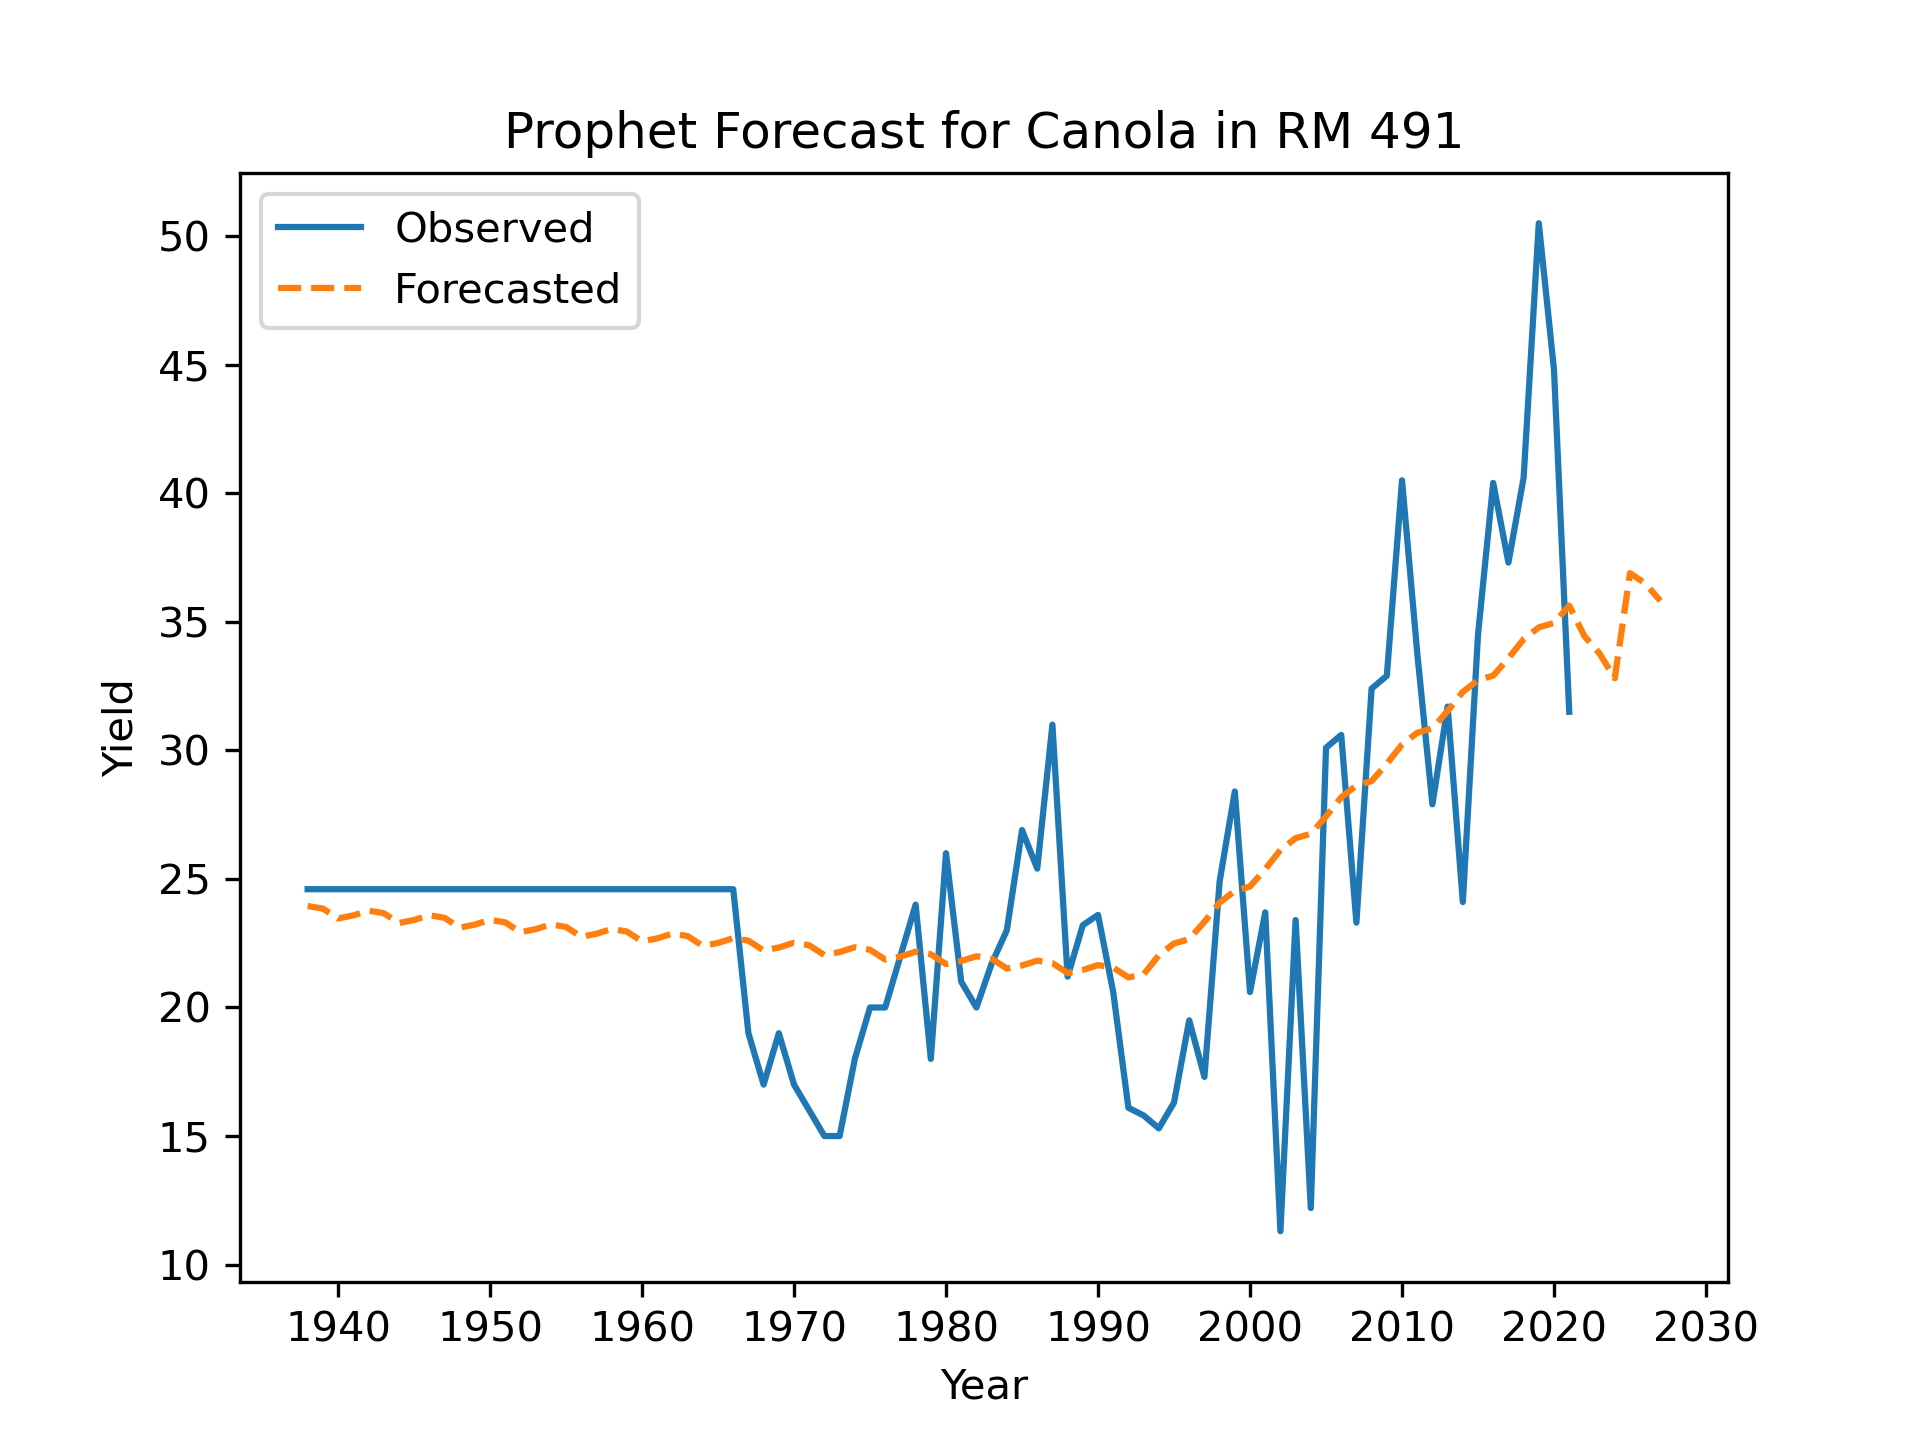 Prophet Forecast for Canola in RM 491
Observed
Forecasted
50
45
40
35
30
25
20
15
10
Yield
1940 1950 1960 1970 1980 1990 2000 2010 2020 2030
Year